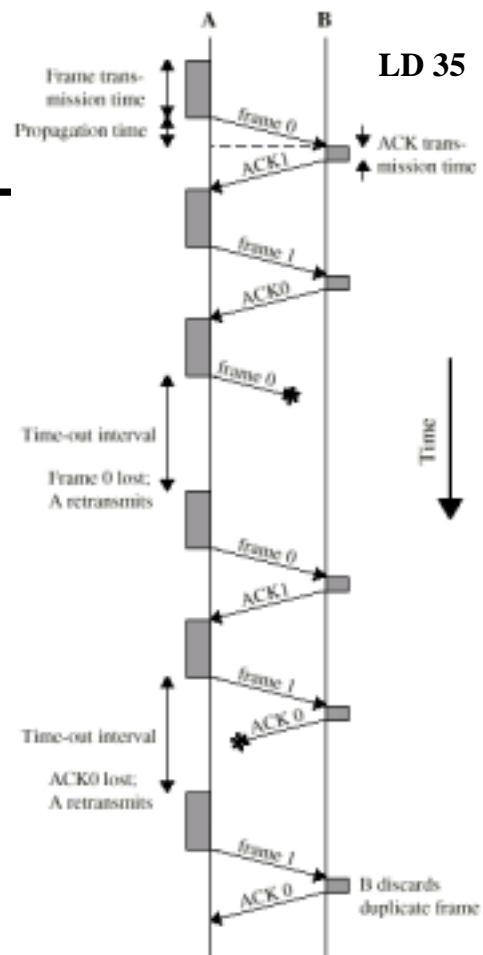 A
B
LD 35
Frame trans-
mission time
Propagation time
frame 0
ACK trans-
mission time
ACK1
frame 1
ACK0
frame 0
Time-out interval
Time
Frame 0 lost;
A retransmits
frame 0
ACK1
frame 1
ACK 0
Time-out interval
ACK0 lost;
A retransmits
frame 1
ACK 0
B discards
duplicate frame